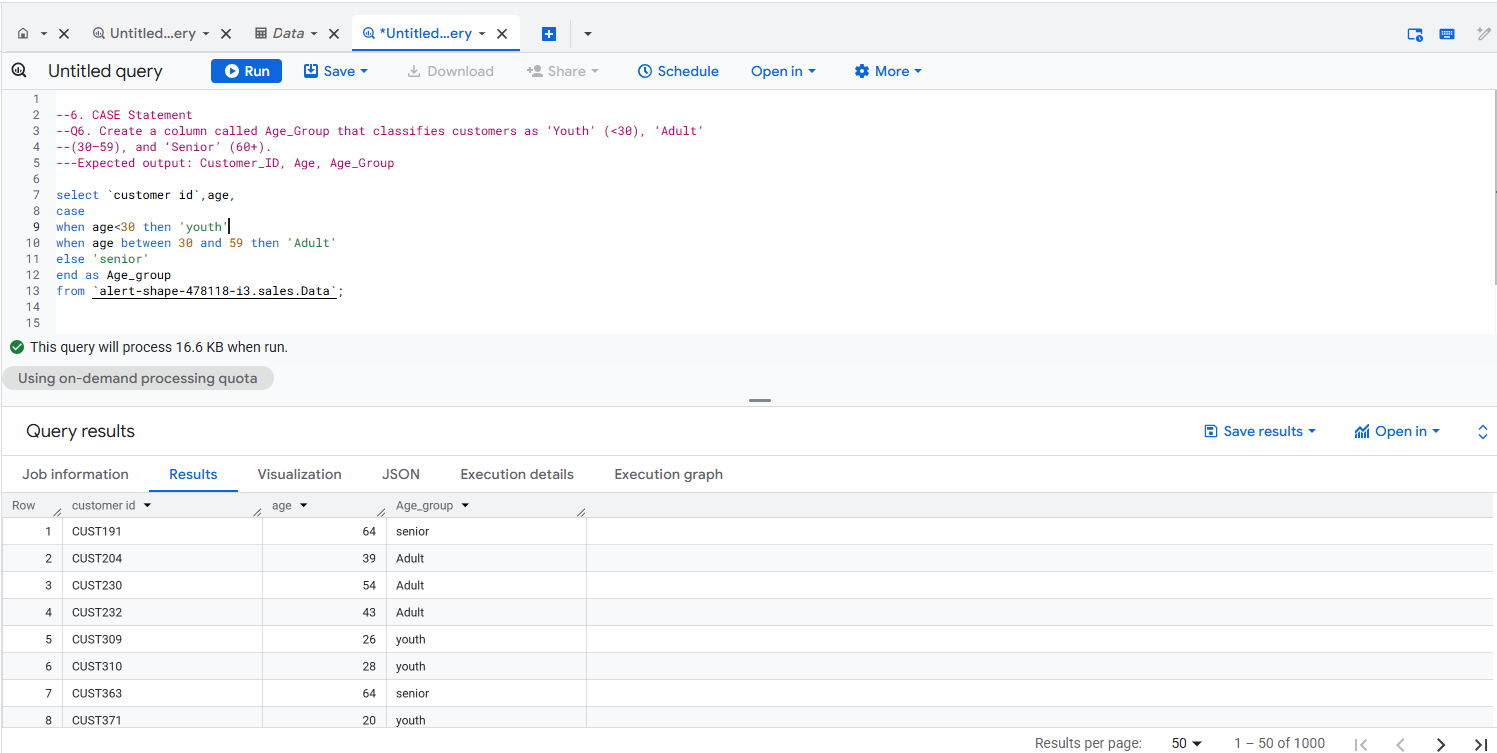 Untitled...ery
Data
*Untitled...ery
Untitled query
Run
Save
Download
Share
Schedule
Open in
More
1
2 --6. CASE Statement
3 --Q6. Create a column called Age_Group that classifies customers as ‘Youth’ (<30), ‘Adult’
4 --(30–59), and ‘Senior’ (60+).
5 ---Expected output: Customer_ID, Age, Age_Group
6
7 select `customer id`,age,
8 case
9 when age<30 then 'youth'
10 when age between 30 and 59 then 'Adult'
11 else 'senior'
12 end as Age_group
13 from `alert-shape-478118-i3.sales.Data`;
14
15
This query will process 16.6 KB when run.
Using on-demand processing quota
Query results
Save results
Open in
Job information
Results
Visualization
JSON
Execution details
Execution graph
Row customer id age Age_group
1 CUST191 64 senior
2 CUST204 39 Adult
3 CUST230 54 Adult
4 CUST232 43 Adult
5 CUST309 26 youth
6 CUST310 28 youth
7 CUST363 64 senior
8 CUST371 20 youth
Results per page: 50 1 – 50 of 1000